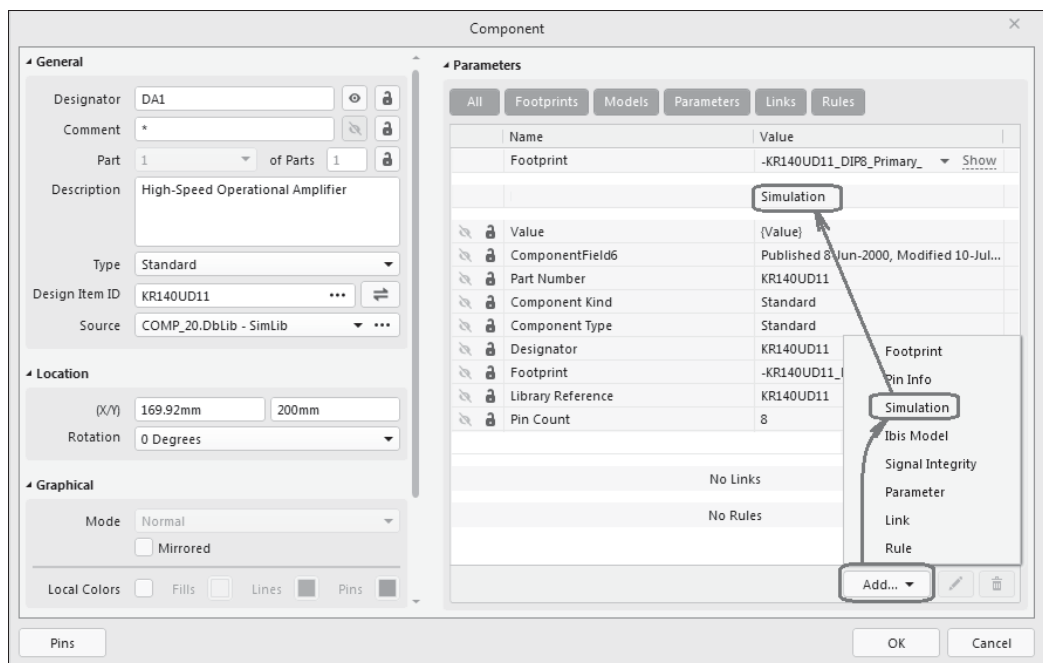 Component
General
Designator DA1
Comment *
Part 1 of Parts 1
Description High-Speed Operational Amplifier
Type Standard
Design Item ID KR140UD11 •••
Source COMP_20.DbLib - SimLib •••
Location
(X/Y) 169.92mm 200mm
Rotation 0 Degrees
Graphical
Mode Normal
Mirrored
Local Colors Fills Lines Pins
Pins
Parameters
All Footprints Models Parameters Links Rules
Name Value
Footprint -KR140UD11_DIP8_Primary_ Show
Simulation
Value {Value}
ComponentField6 Published 8-Jun-2000, Modified 10-Jul...
Part Number KR140UD11
Component Kind Standard
Component Type Standard
Designator KR140UD11
Footprint -KR140UD11_
Library Reference KR140UD11
Pin Count 8
No Links
No Rules
Footprint
Pin Info
Simulation
Ibis Model
Signal Integrity
Parameter
Link
Rule
Add...
OK Cancel